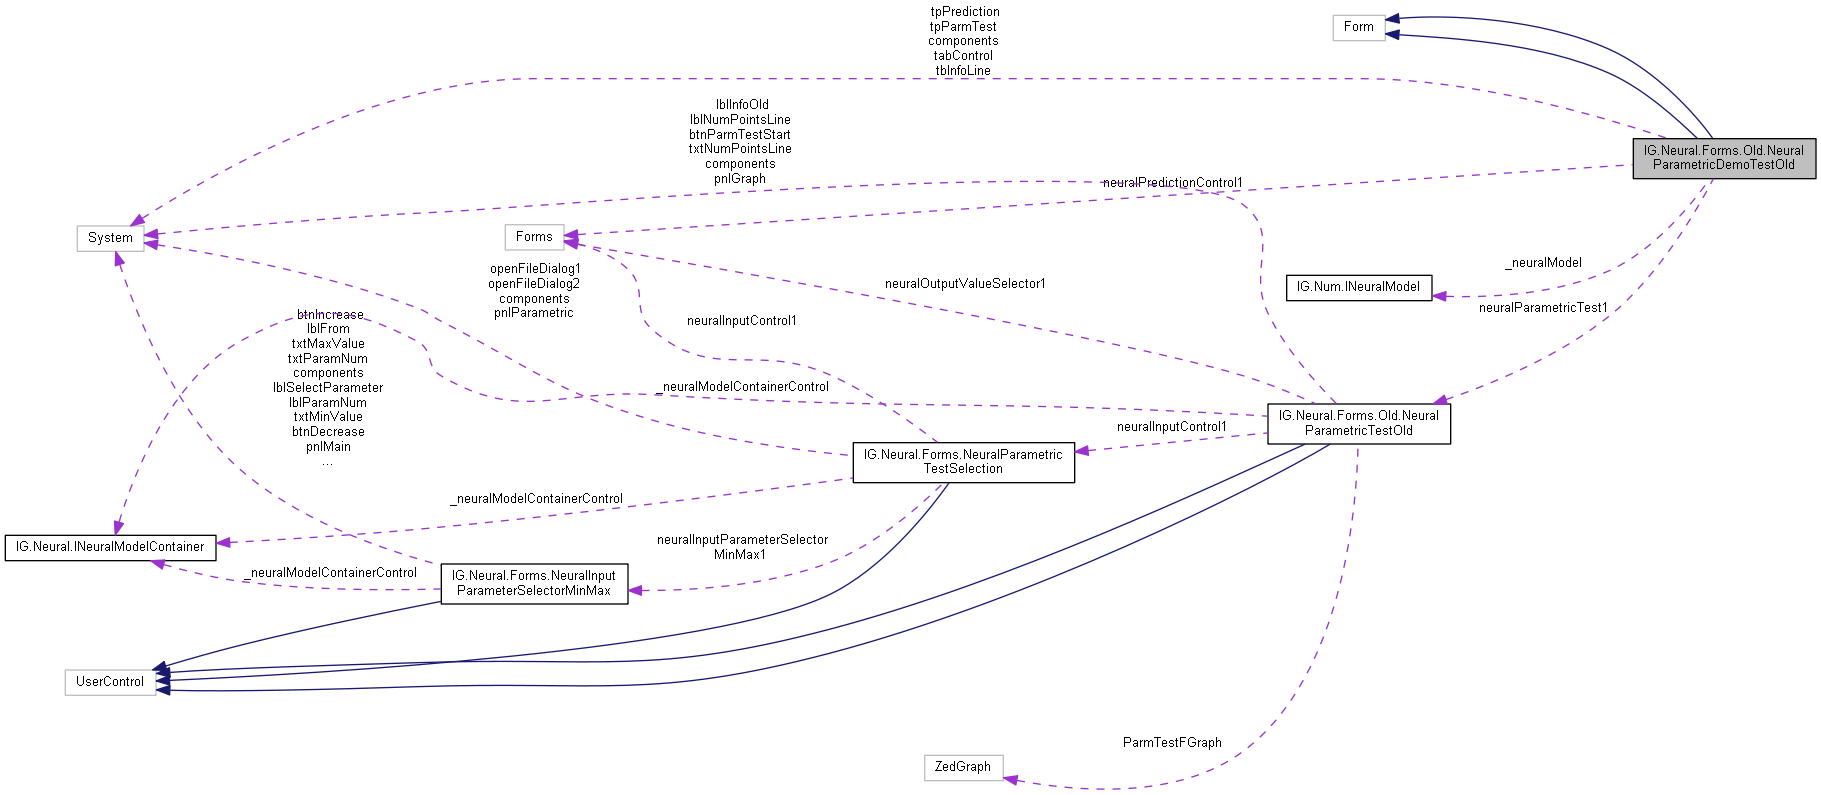 tpPrediction
tpParmTest
components
tabControl
tbInfoLine
Form
lblInfoOld
lblNumPointsLine
btnParmTestStart
txtNumPointsLine
components
pnlGraph
IG.Neural.Forms.Old.Neural
ParametricDemoTestOld
neuralPredictionControl1
System
Forms
openFileDialog1
openFileDialog2
components
pnlParametric
neuralOutputValueSelector1
_neuralModel
IG.Num.INeuralModel
neuralParametricTest1
neuralInputControl1
btnIncrease
lblFrom
txtMaxValue
txtParamNum
components
lblSelectParameter
lblParamNum
txtMinValue
btnDecrease
pnlMain
...
_neuralModelContainerControl
IG.Neural.Forms.Old.Neural
ParametricTestOld
neuralInputControl1
IG.Neural.Forms.NeuralParametric
TestSelection
_neuralModelContainerControl
IG.Neural.INeuralModelContainer
neuralInputParameterSelector
MinMax1
_neuralModelContainerControl
IG.Neural.Forms.NeuralInput
ParameterSelectorMinMax
UserControl
ParmTestFGraph
ZedGraph